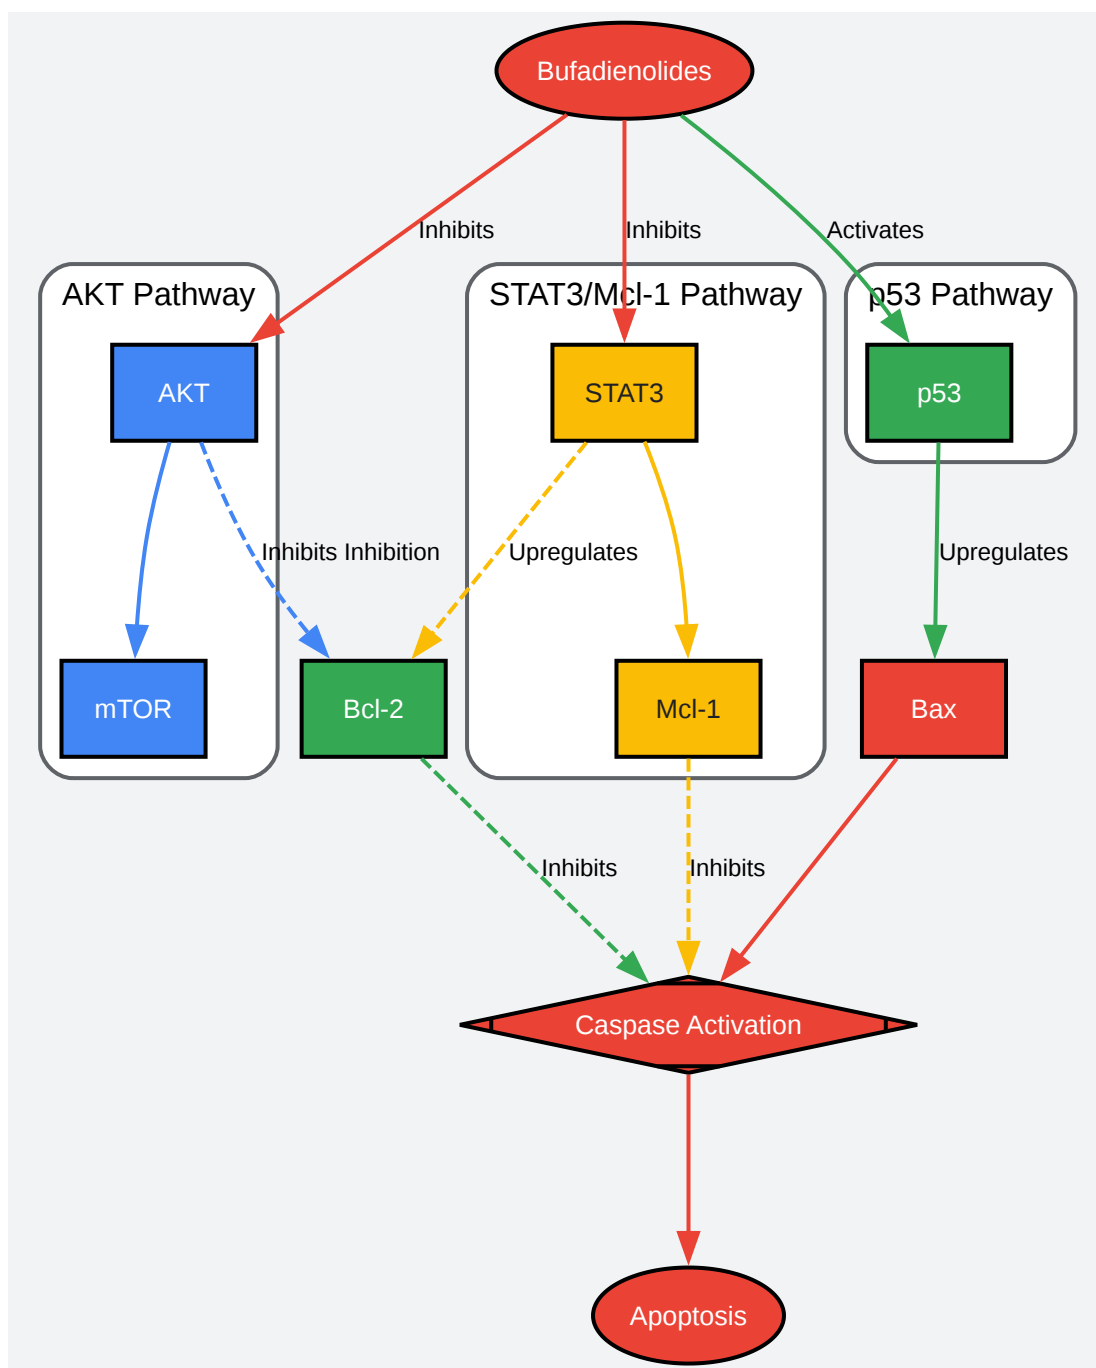 Bufadienolides
Inhibits
Inhibits
Activates
AKT Pathway
STAT3/Mcl-1 Pathway
p53 Pathway
AKT
STAT3
p53
Inhibits Inhibition
Upregulates
Upregulates
mTOR
Bcl-2
Mcl-1
Bax
Inhibits
Inhibits
Caspase Activation
Apoptosis